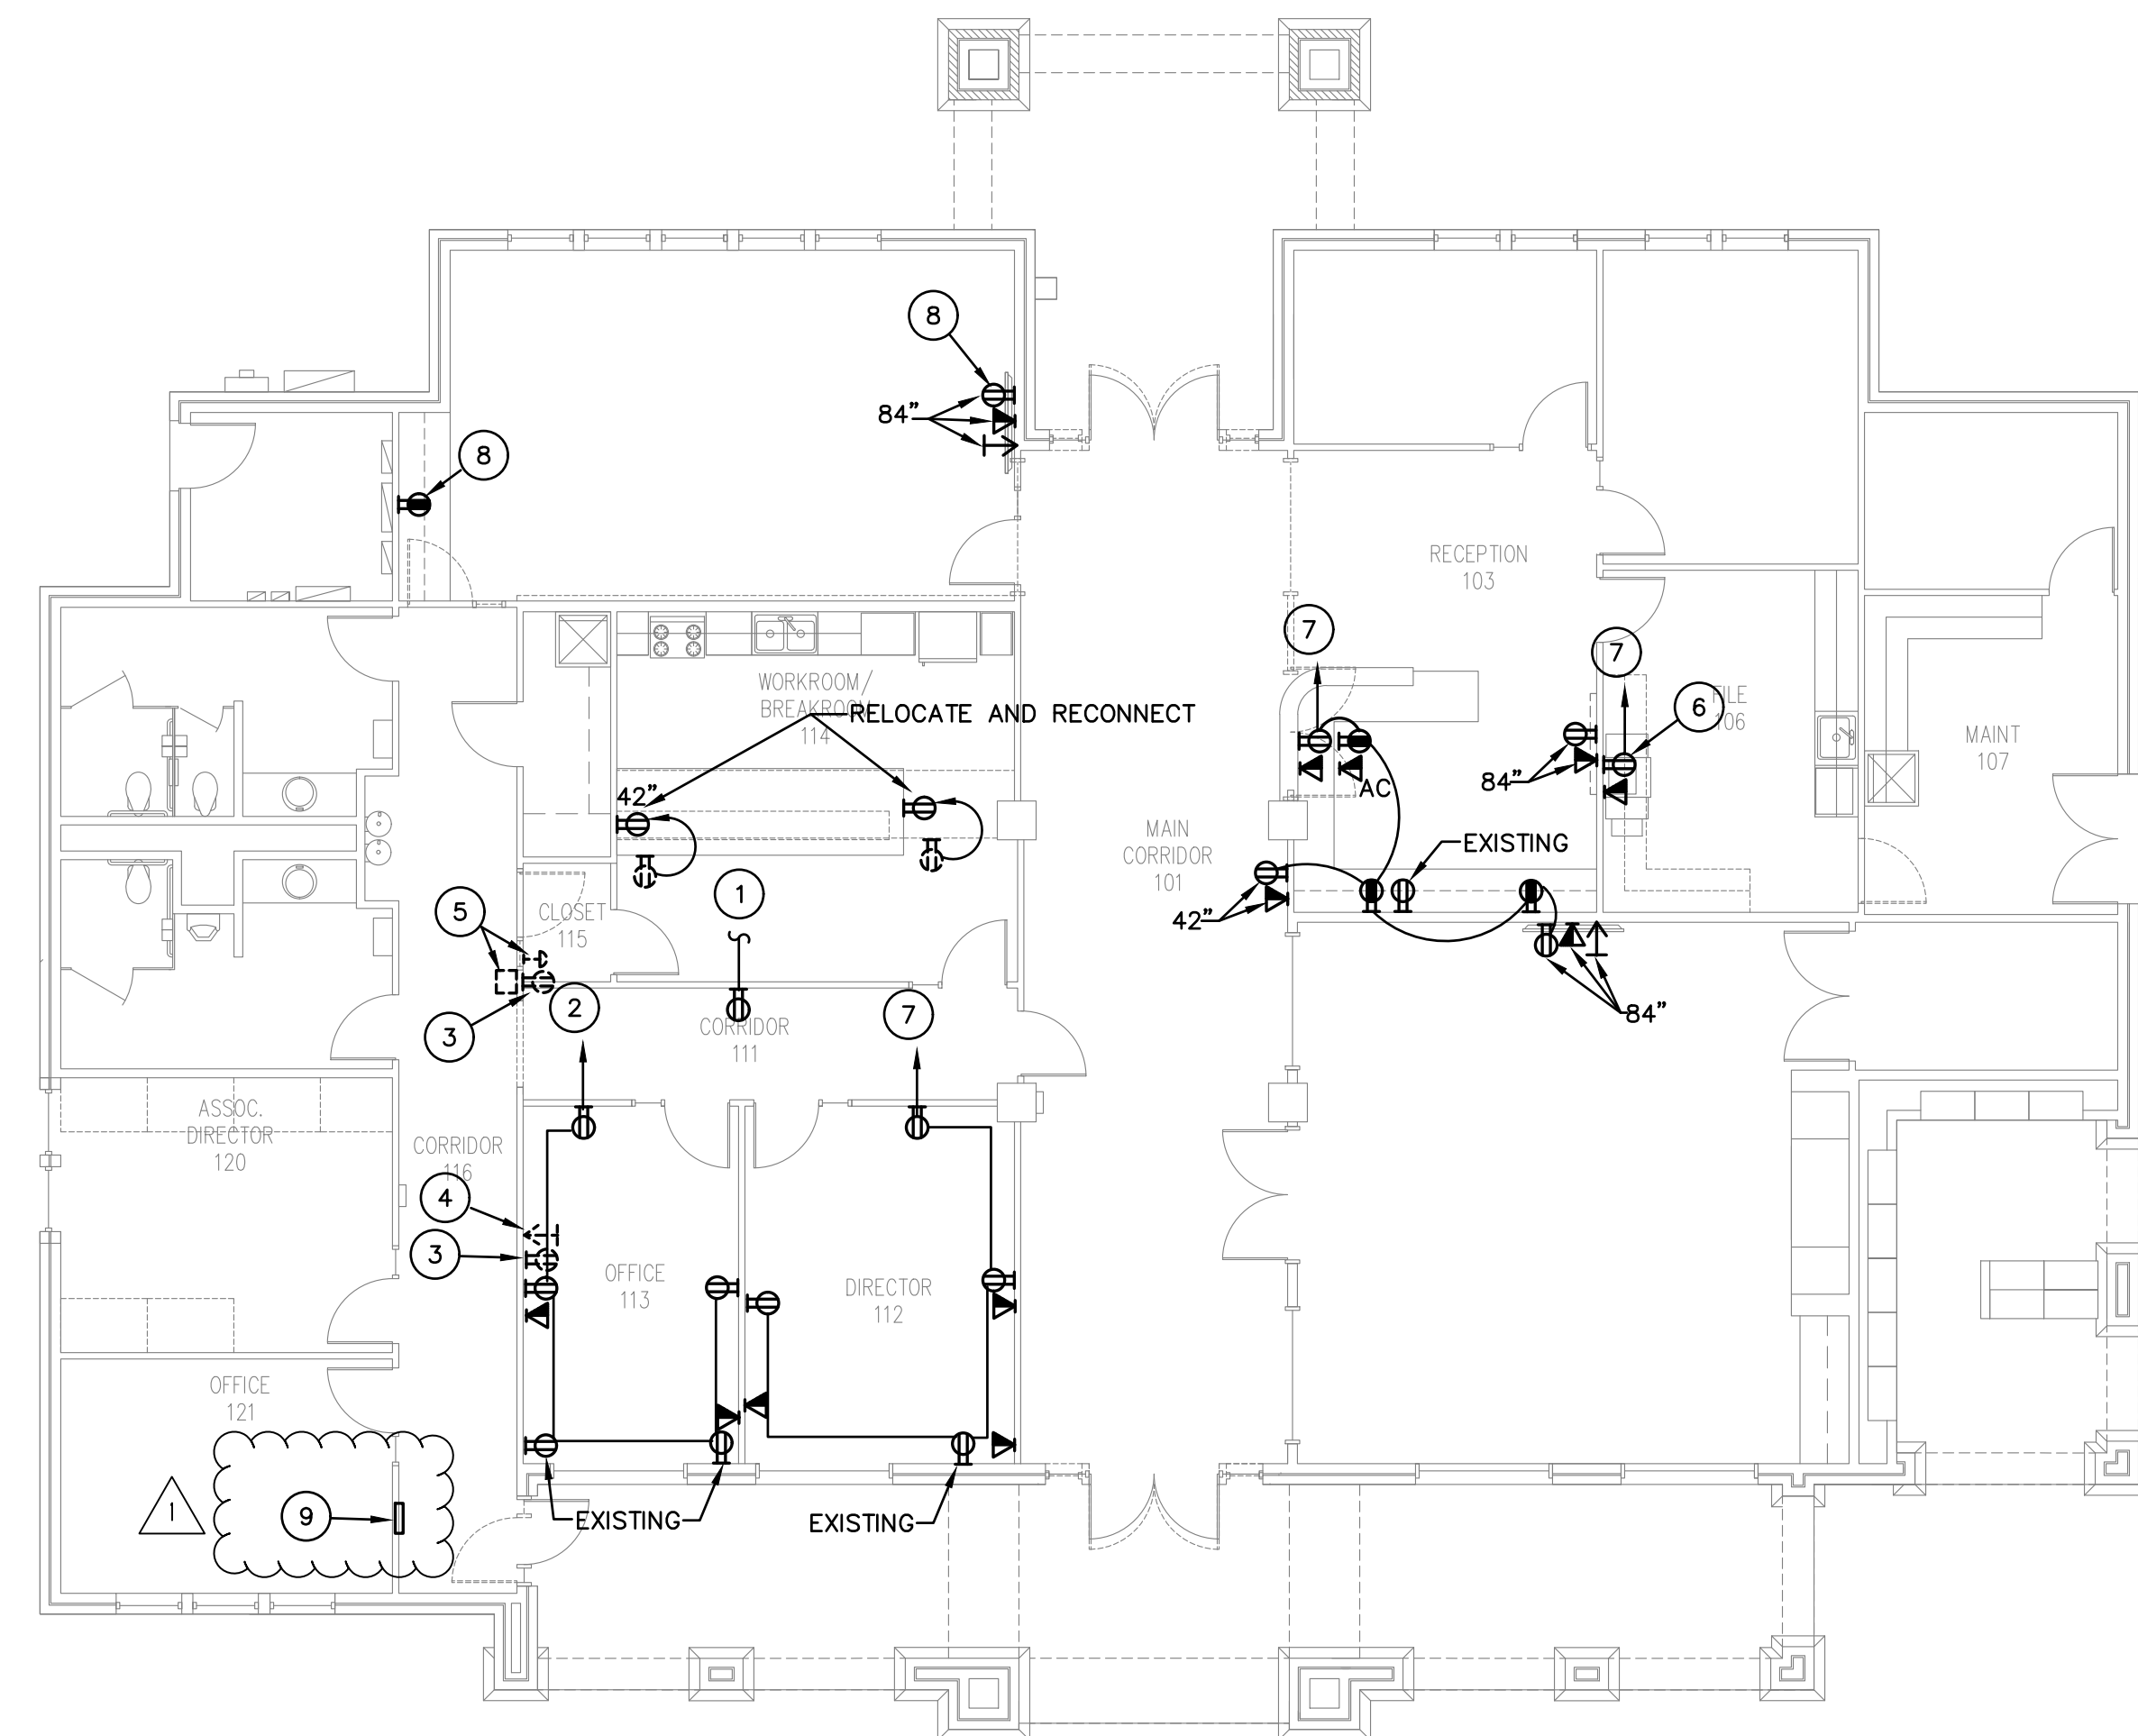 8
84"
8
RECEPTION
103
7
7
WORKROOM/
BREAKROOM
114
RELOCATE AND RECONNECT
FILE
106
6
MAINT
107
42"
84"
AC
MAIN
CORRIDOR
101
EXISTING
1
5
CLOSET
115
42"
2
7
84"
3
CORRIDOR
111
ASSOC.
DIRECTOR
120
CORRIDOR
116
4
3
OFFICE
113
DIRECTOR
112
OFFICE
121
1
9
EXISTING
EXISTING